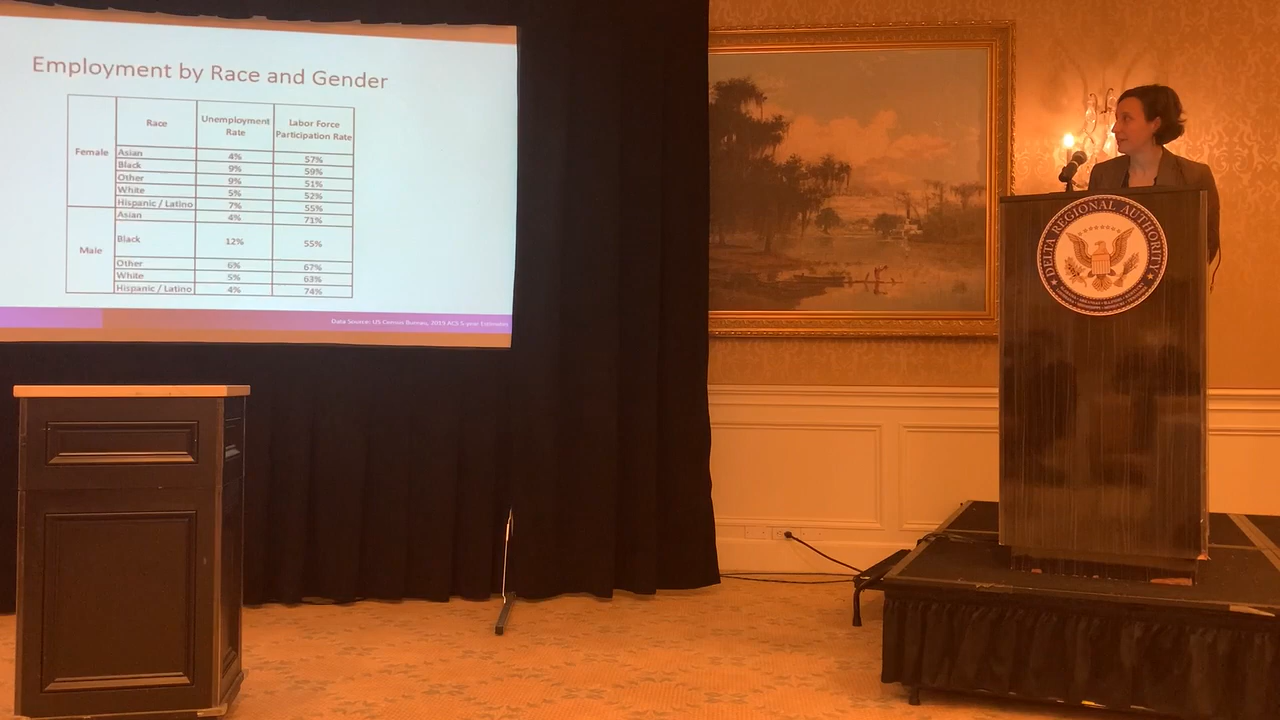 Employment by Race and Gender
Race Unemployment Rate Labor Force Participation Rate
Female
Asian 4% 57%
Black 9% 59%
Other 9% 51%
White 5% 52%
Hispanic / Latino 7% 55%
Male
Asian 4% 71%
Black 12% 55%
Other 6% 67%
White 5% 63%
Hispanic / Latino 4% 74%
Data Source: US Census Bureau, 2019 ACS 5-year Estimates
DELTA REGIONAL AUTHORITY